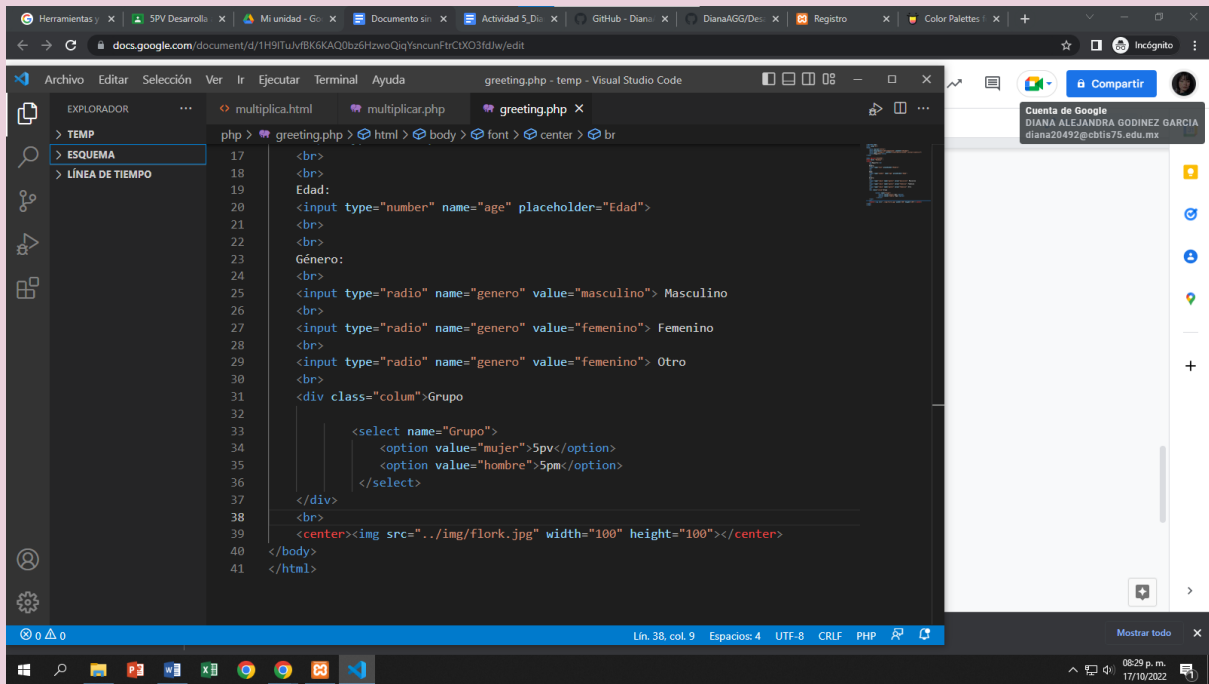 Herramientas y
5PV Desarrolla
Mi unidad - Goo
Documento sin
Actividad 5_Dia
GitHub - Diana
DianaAGG/Des
Registro
Color Palettes
docs.google.com/document/d/1H9lTuJvfBK6KAQ0bz6HzwoQiqYsncunFtrCtXO3fdJw/edit
Incógnito
Archivo Editar Selección Ver Ir Ejecutar Terminal Ayuda
greeting.php - temp - Visual Studio Code
Compartir
EXPLORADOR ...
multiplica.html
multiplicar.php
greeting.php
Cuenta de Google
DIANA ALEJANDRA GODINEZ GARCIA
diana20492@cbtis75.edu.mx
> TEMP
> ESQUEMA
> LÍNEA DE TIEMPO
php > greeting.php > html > body > font > center > br
17 <br>
18 <br>
19 Edad:
20 <input type="number" name="age" placeholder="Edad">
21 <br>
22 <br>
23 Género:
24 <br>
25 <input type="radio" name="genero" value="masculino"> Masculino
26 <br>
27 <input type="radio" name="genero" value="femenino"> Femenino
28 <br>
29 <input type="radio" name="genero" value="femenino"> Otro
30 <br>
31 <div class="colum">Grupo
32
33 <select name="Grupo">
34 <option value="mujer">5pv</option>
35 <option value="hombre">5pm</option>
36 </select>
37 </div>
38 <br>
39 <center><img src="../img/flork.jpg" width="100" height="100"></center>
40 </body>
41 </html>
0 0
Lín. 38, col. 9 Espacios: 4 UTF-8 CRLF PHP
Mostrar todo
08:29 p. m.
17/10/2022